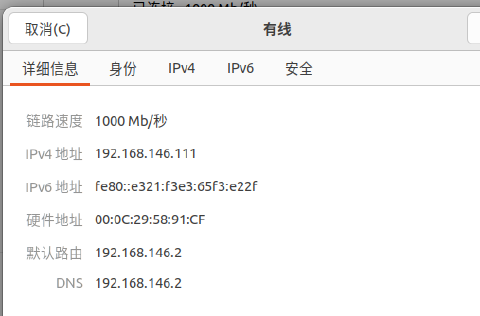 已连接 - 1000 Mb/秒
取消(C)
有线
详细信息 身份 IPv4 IPv6 安全
链路速度 1000 Mb/秒
IPv4 地址 192.168.146.111
IPv6 地址 fe80::e321:f3e3:65f3:e22f
硬件地址 00:0C:29:58:91:CF
默认路由 192.168.146.2
DNS 192.168.146.2